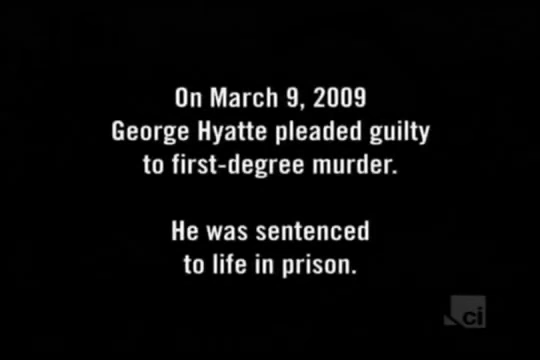 On March 9, 2009
George Hyatte pleaded guilty
to first-degree murder.
He was sentenced
to life in prison.
ci